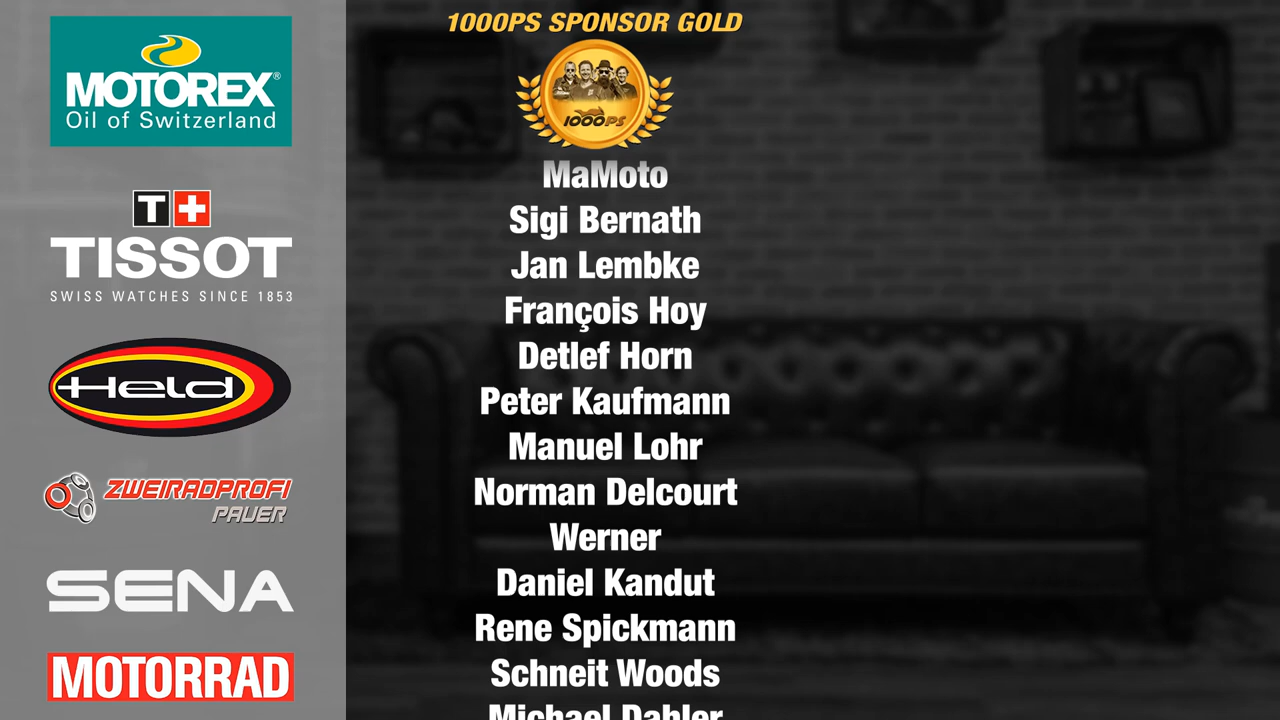 MOTOREX®
Oil of Switzerland
T+
TISSOT
SWISS WATCHES SINCE 1853
Held
ZWEIRADPROFI
PAUER
SENA
MOTORRAD
1000PS SPONSOR GOLD
1000PS
MaMoto
Sigi Bernath
Jan Lembke
François Hoy
Detlef Horn
Peter Kaufmann
Manuel Lohr
Norman Delcourt
Werner
Daniel Kandut
Rene Spickmann
Schneit Woods
Michael Dahler